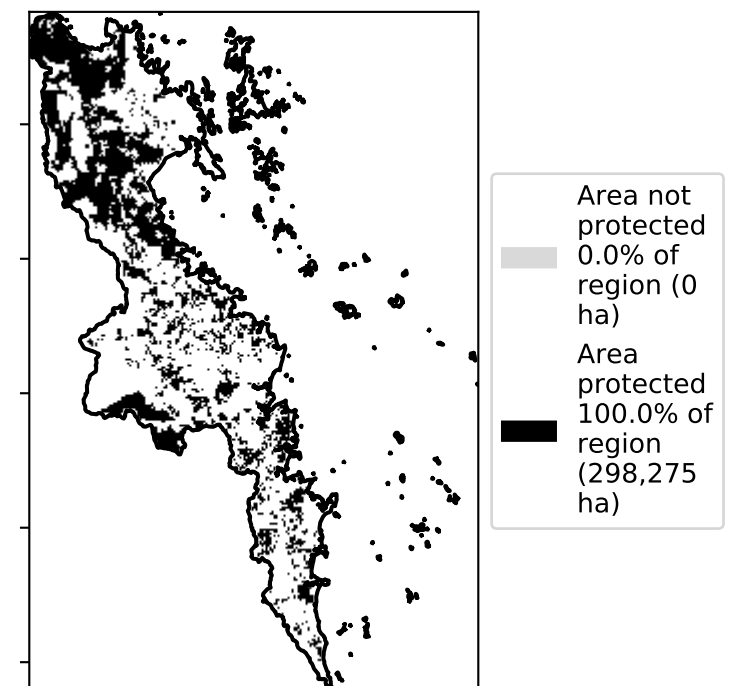 Area not
protected
0.0% of
region (0
ha)
Area
protected
100.0% of
region
(298,275
ha)